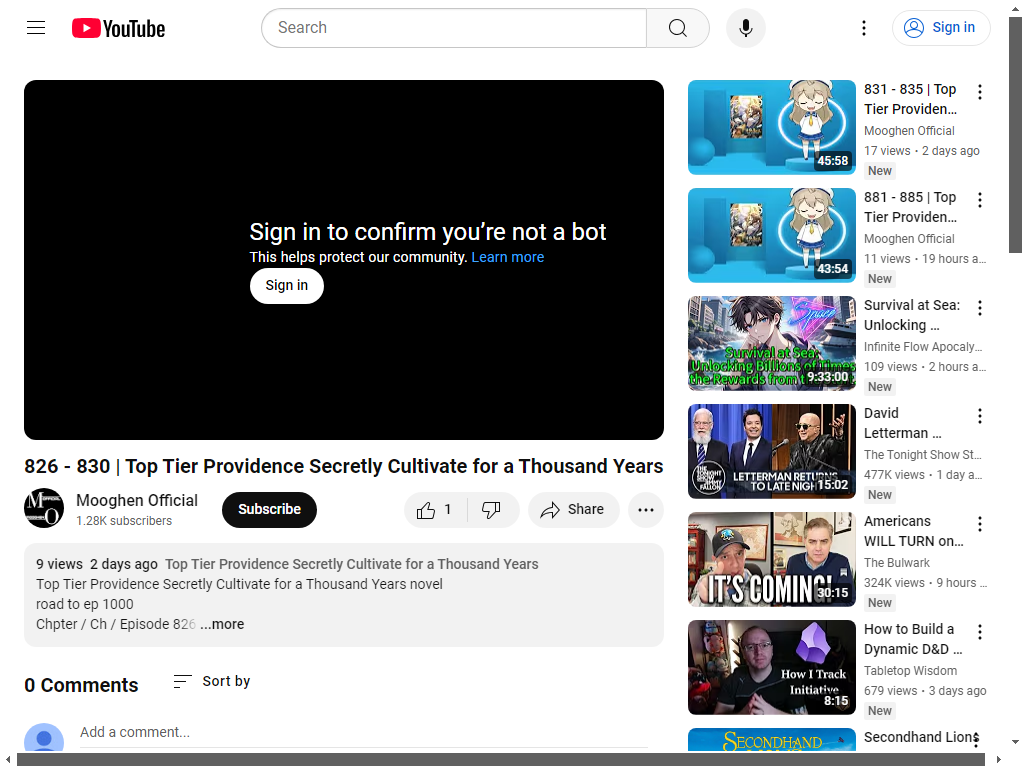 YouTube
Search
Sign in
Sign in to confirm you're not a bot
This helps protect our community. Learn more
Sign in
826 - 830 | Top Tier Providence Secretly Cultivate for a Thousand Years
Mooghen Official
1.28K subscribers
Subscribe
1
Share
9 views 2 days ago Top Tier Providence Secretly Cultivate for a Thousand Years
Top Tier Providence Secretly Cultivate for a Thousand Years novel
road to ep 1000
Chpter / Ch / Episode 826 ...more
0 Comments
Sort by
Add a comment...
45:58
831 - 835 | Top
Tier Providen...
Mooghen Official
17 views • 2 days ago
New
43:54
881 - 885 | Top
Tier Providen...
Mooghen Official
11 views • 19 hours a...
New
Space
Survival at Sea:
Unlocking Billions of Times
the Rewards from
9:33:00
Survival at Sea:
Unlocking ...
Infinite Flow Apocaly...
109 views • 2 hours a...
New
THE TONIGHT SHOW
LETTERMAN RETURNS
TO LATE NIGHT
15:02
David
Letterman ...
The Tonight Show St...
477K views • 1 day a...
New
IT'S COMING!
30:15
Americans
WILL TURN on...
The Bulwark
324K views • 9 hours ...
New
How I Track
Initiative
8:15
How to Build a
Dynamic D&D ...
Tabletop Wisdom
679 views • 3 days ago
New
SECONDHAND
Secondhand Lions